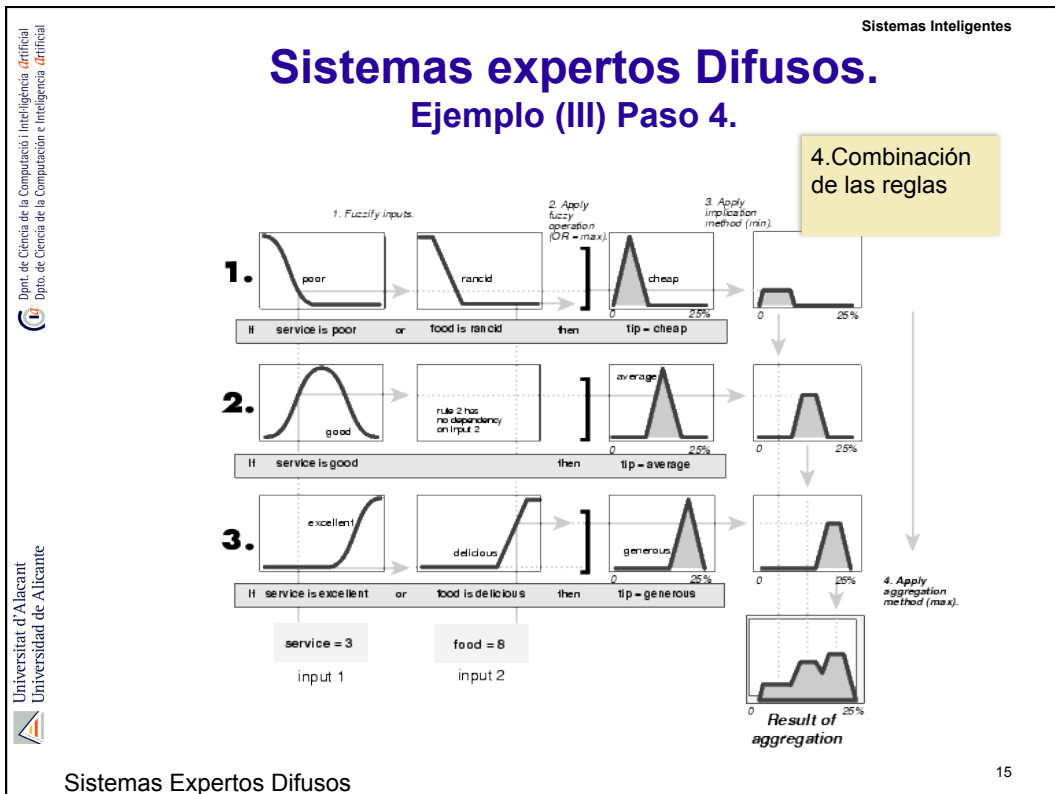 Sistemas Inteligentes
Dpnt. de Ciència de la Computació i Intel·ligència Artificial
Dpto. de Ciencia de la Computación e Inteligencia Artificial
Sistemas expertos Difusos.
Ejemplo (III) Paso 4.
4.Combinación
de las reglas
1. Fuzzify inputs.
2. Apply
fuzzy
operation
(OR = max).
3. Apply
implication
method (min).
1.
poor
rancid
cheap
0
25%
0
25%
If service is poor or food is rancid then tip = cheap
2.
good
rule 2 has
no dependency
on input 2
average
0
25%
0
25%
If service is good then tip = average
3.
excellent
delicious
generous
0
25%
0
25%
If service is excellent or food is delicious then tip = generous
4. Apply
aggregation
method (max).
service = 3
food = 8
input 1
input 2
0
25%
Result of
aggregation
Universitat d'Alacant
Universidad de Alicante
Sistemas Expertos Difusos
15